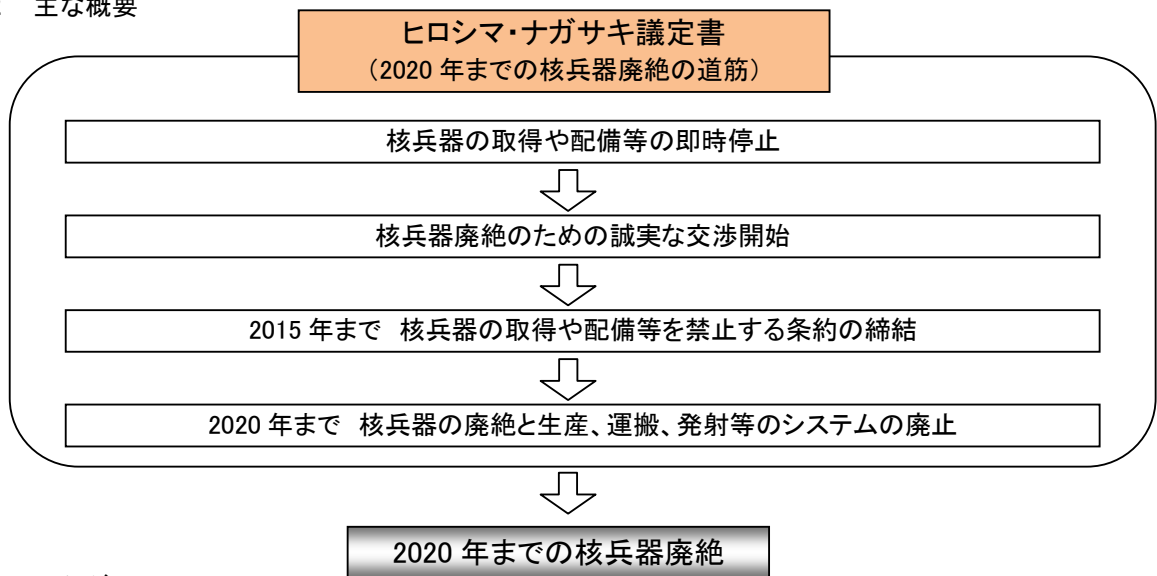 主な概要
ヒロシマ・ナガサキ議定書
（2020 年までの核兵器廃絶の道筋）
核兵器の取得や配備等の即時停止
核兵器廃絶のための誠実な交渉開始
2015 年まで 核兵器の取得や配備等を禁止する条約の締結
2020 年まで 核兵器の廃絶と生産、運搬、発射等のシステムの廃止
2020 年までの核兵器廃絶